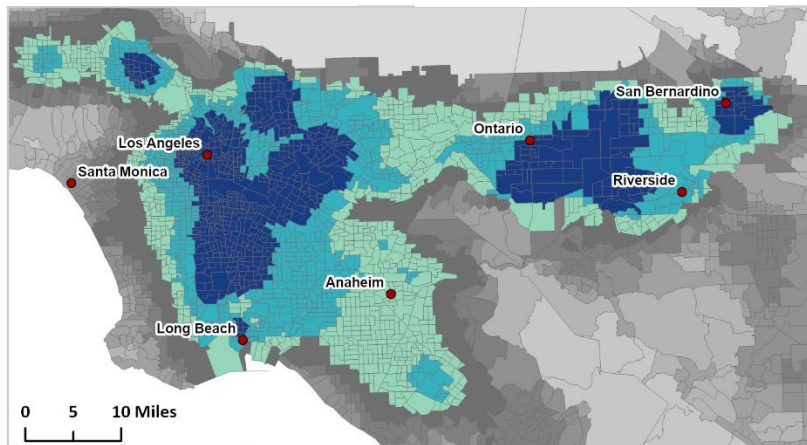 San Bernardino
Ontario
Los Angeles
Santa Monica
Riverside
Anaheim
Long Beach
0 5 10 Miles